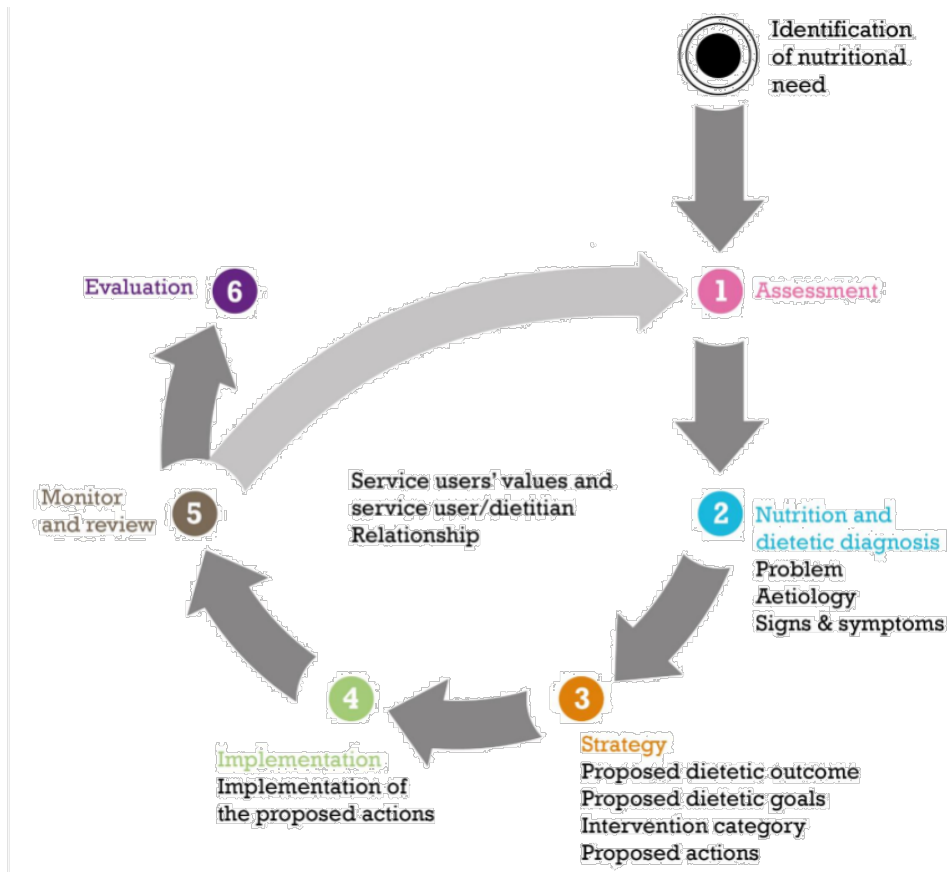 Identification
of nutritional
need
1 Assessment
2 Nutrition and
dietetic diagnosis
Problem
Aetiology
Signs & symptoms
3
Strategy
Proposed dietetic outcome
Proposed dietetic goals
Intervention category
Proposed actions
4
Implementation
Implementation of
the proposed actions
Monitor
and review 5
Evaluation 6
Service users' values and
service user/dietitian
Relationship